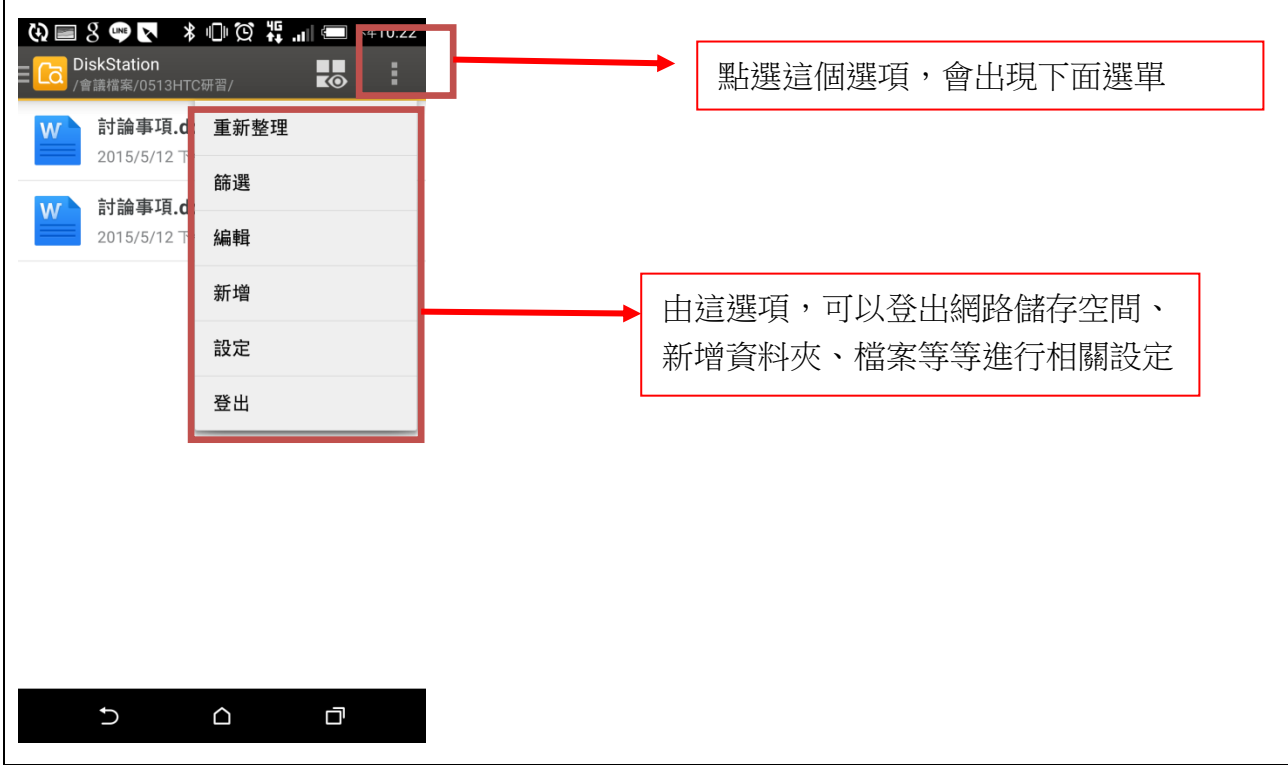 4G
10:22
DiskStation
/會議檔案/0513HTC研習/
點選這個選項，會出現下面選單
討論事項.d
2015/5/12 下
討論事項.d
2015/5/12 下
重新整理
篩選
編輯
新增
設定
登出
由這選項，可以登出網路儲存空間、
新增資料夾、檔案等等進行相關設定